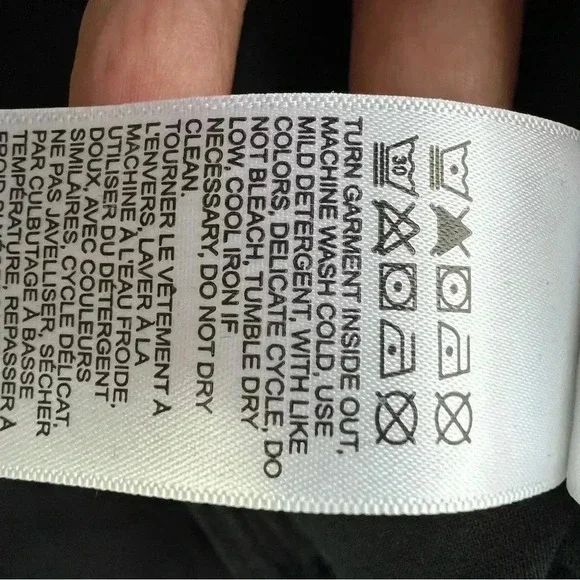 30
TURN GARMENT INSIDE OUT,
MACHINE WASH COLD, USE
MILD DETERGENT WITH LIKE
COLORS, DELICATE CYCLE, DO
NOT BLEACH, TUMBLE DRY
LOW, COOL IRON IF
NECESSARY, DO NOT DRY
CLEAN.
TOURNER LE VÊTEMENT À
L'ENVERS, LAVER À LA
MACHINE À L'EAU FROIDE,
UTILISER DU DÉTERGENT
DOUX, AVEC COULEURS
SIMILAIRES, CYCLE DÉLICAT,
NE PAS JAVELLISER, SÉCHER
PAR CULBUTAGE À BASSE
TEMPÉRATURE, REPASSER À